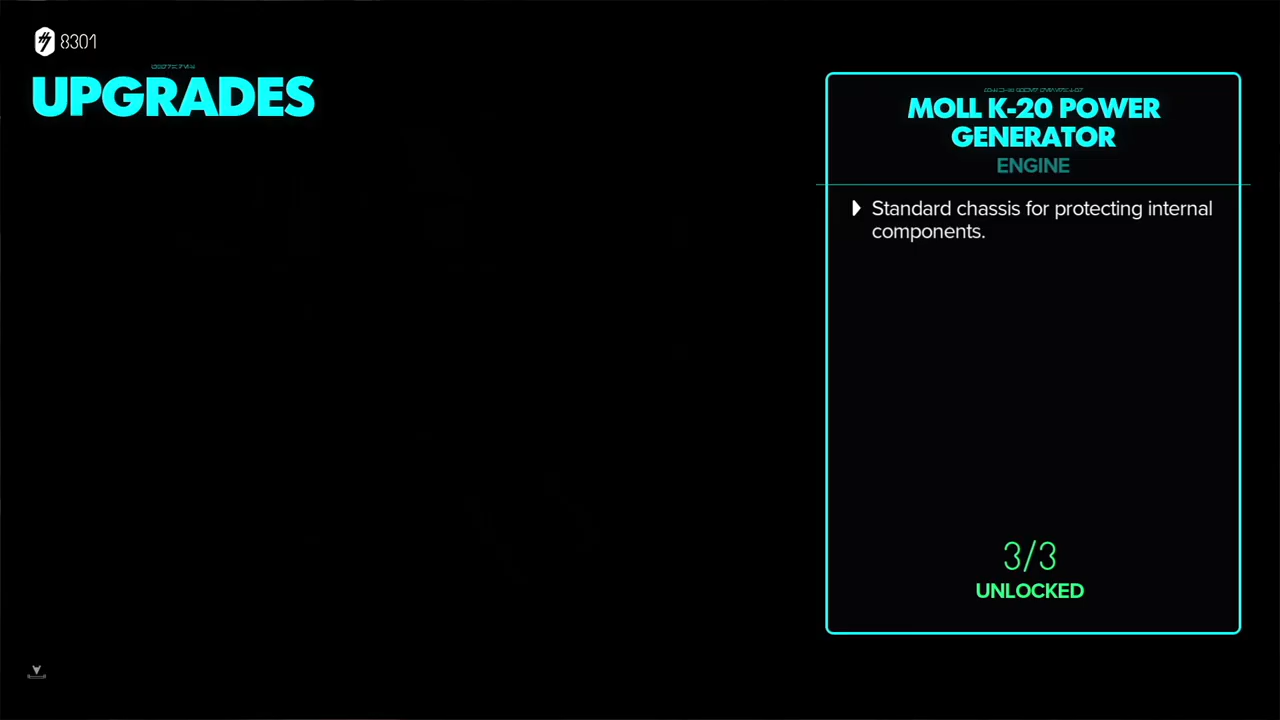 8301
UPGRADES
MOLL K-20 POWER
GENERATOR
ENGINE
Standard chassis for protecting internal
components.
3/3
UNLOCKED